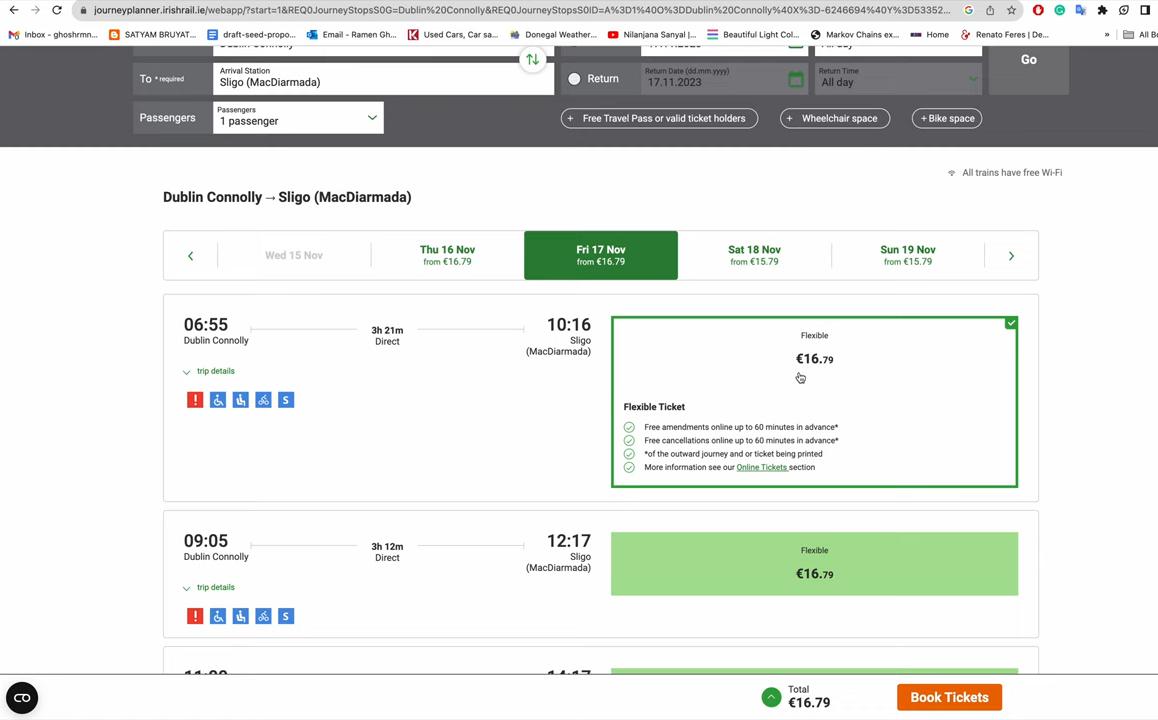 journeyplanner.irishrail.ie/webapp/?start=1&REQ0JourneyStopsS0G=Dublin%20Connolly&REQ0JourneyStopsS0ID=A%3D1%40O%3DDublin%20Connolly%40X%3D-6246694%40Y%3D53352...
Inbox - ghoshrmn...
SATYAM BRUYAT...
draft-seed-propo...
Email - Ramen Gh...
Used Cars, Car sa...
Donegal Weather...
Nilanjana Sanyal |...
Beautiful Light Col...
Markov Chains ex...
Home
Renato Feres | De...
»
All Bo
To * required
Arrival Station
Sligo (MacDiarmada)
Return
Return Date (dd.mm.yyyy)
17.11.2023
Return Time
All day
Go
Passengers
Passengers
1 passenger
+ Free Travel Pass or valid ticket holders
+ Wheelchair space
+ Bike space
All trains have free Wi-Fi
Dublin Connolly → Sligo (MacDiarmada)
Wed 15 Nov
Thu 16 Nov
from €16.79
Fri 17 Nov
from €16.79
Sat 18 Nov
from €15.79
Sun 19 Nov
from €15.79
06:55
Dublin Connolly
3h 21m
Direct
10:16
Sligo
(MacDiarmada)
trip details
! S
Flexible
€16.79
Flexible Ticket
Free amendments online up to 60 minutes in advance*
Free cancellations online up to 60 minutes in advance*
*of the outward journey and or ticket being printed
More information see our Online Tickets section
09:05
Dublin Connolly
3h 12m
Direct
12:17
Sligo
(MacDiarmada)
trip details
! S
Flexible
€16.79
Total
€16.79
Book Tickets